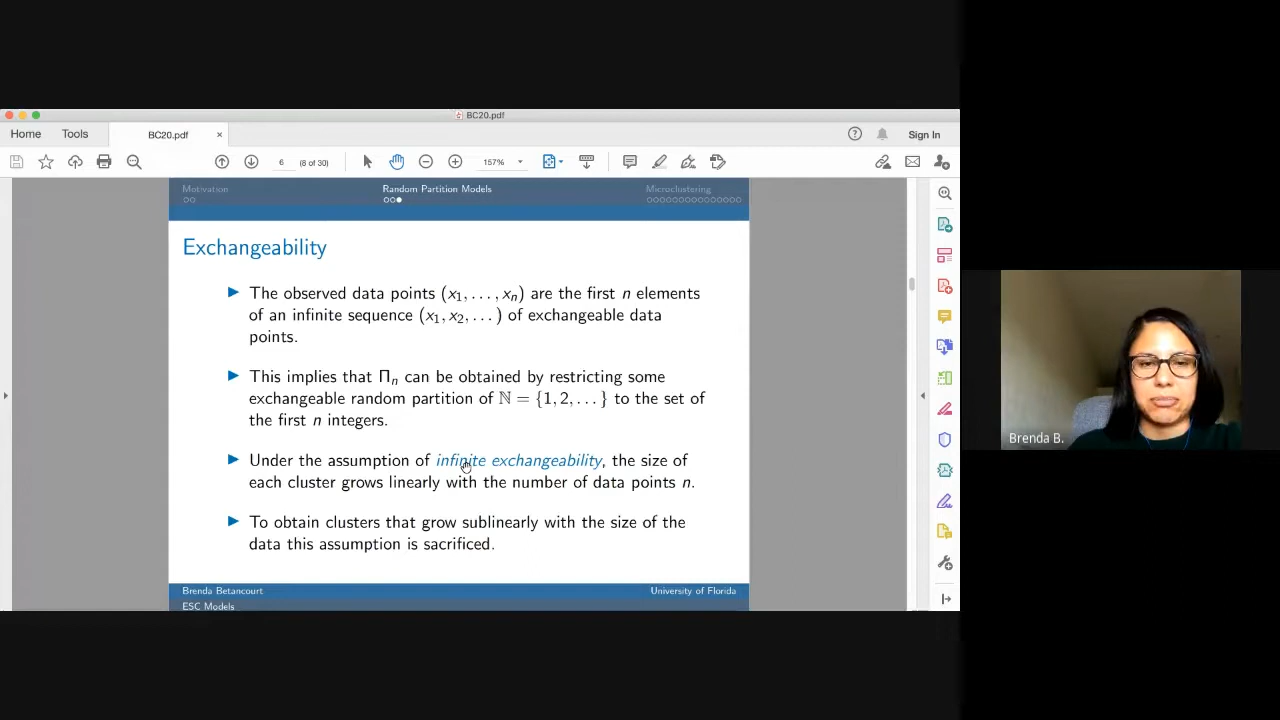 BC20.pdf
Home
Tools
BC20.pdf
×
Sign In
6
(8 of 30)
157%
Motivation
Random Partition Models
Microclustering
Exchangeability
The observed data points (x₁, . . . , xₙ) are the first n elements
of an infinite sequence (x₁, x₂, . . . ) of exchangeable data
points.
This implies that Πₙ can be obtained by restricting some
exchangeable random partition of ℕ = {1, 2, . . . } to the set of
the first n integers.
Under the assumption of infinite exchangeability, the size of
each cluster grows linearly with the number of data points n.
To obtain clusters that grow sublinearly with the size of the
data this assumption is sacrificed.
Brenda Betancourt
University of Florida
ESC Models
Brenda B.